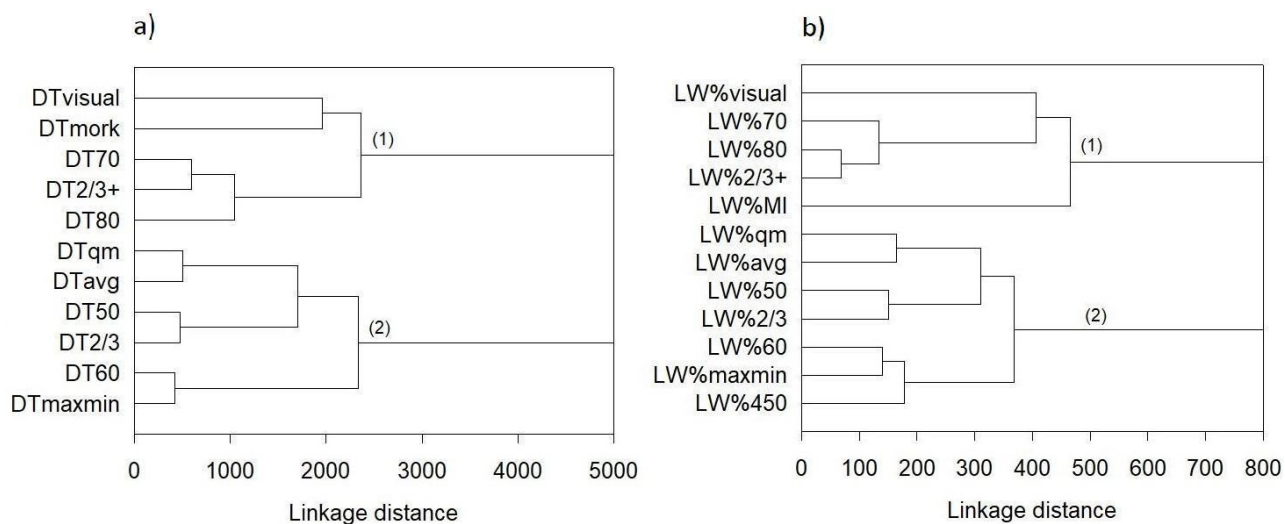 a)
DTvisual
DTmork
DT70
DT2/3+
DT80
DTqm
DTavg
DT50
DT2/3
DT60
DTmaxmin
(1)
(2)
0 1000 2000 3000 4000 5000
Linkage distance
b)
LW%visual
LW%70
LW%80
LW%2/3+
LW%MI
LW%qm
LW%avg
LW%50
LW%2/3
LW%60
LW%maxmin
LW%450
(1)
(2)
0 100 200 300 400 500 600 700 800
Linkage distance